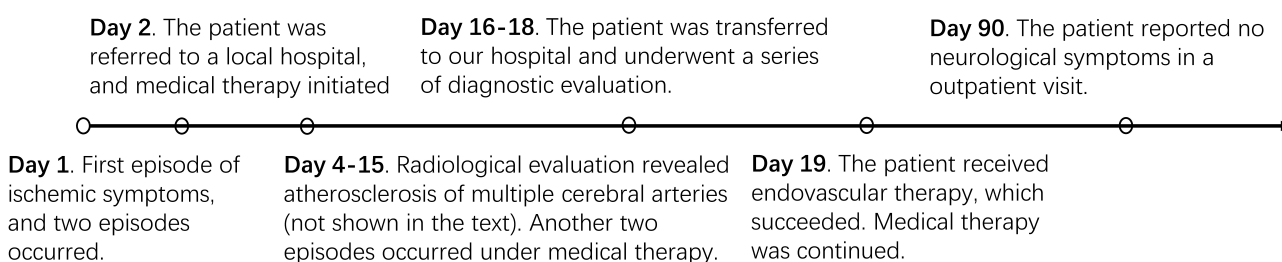 Day 2. The patient was
referred to a local hospital,
and medical therapy initiated
Day 16-18. The patient was transferred
to our hospital and underwent a series
of diagnostic evaluation.
Day 90. The patient reported no
neurological symptoms in a
outpatient visit.
Day 1. First episode of
ischemic symptoms,
and two episodes
occurred.
Day 4-15. Radiological evaluation revealed
atherosclerosis of multiple cerebral arteries
(not shown in the text). Another two
episodes occurred under medical therapy.
Day 19. The patient received
endovascular therapy, which
succeeded. Medical therapy
was continued.